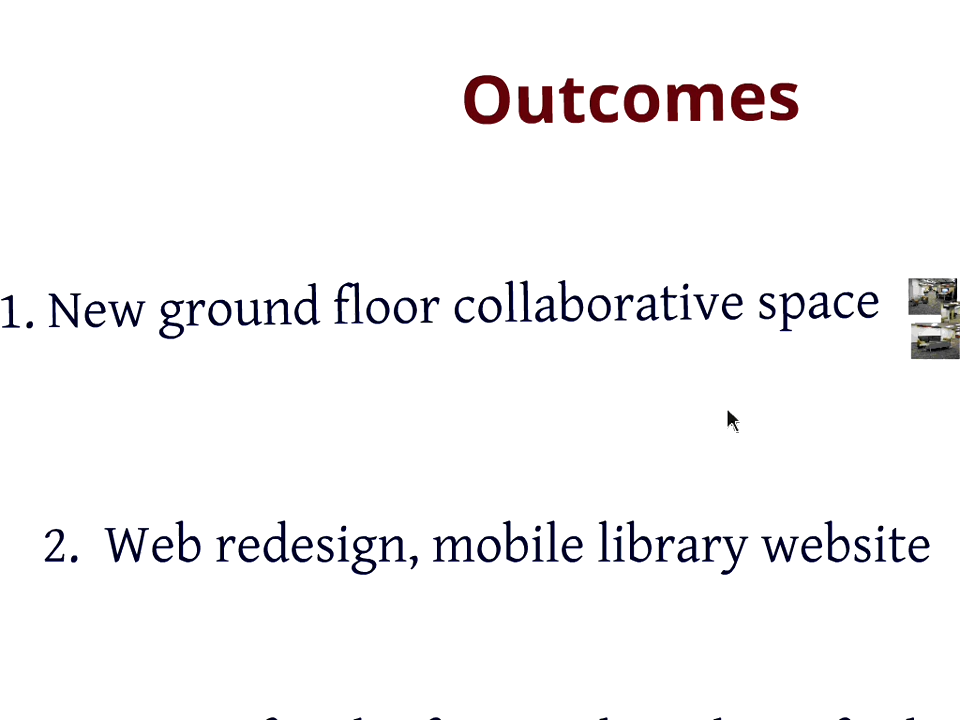 Outcomes
1. New ground floor collaborative space
2. Web redesign, mobile library website